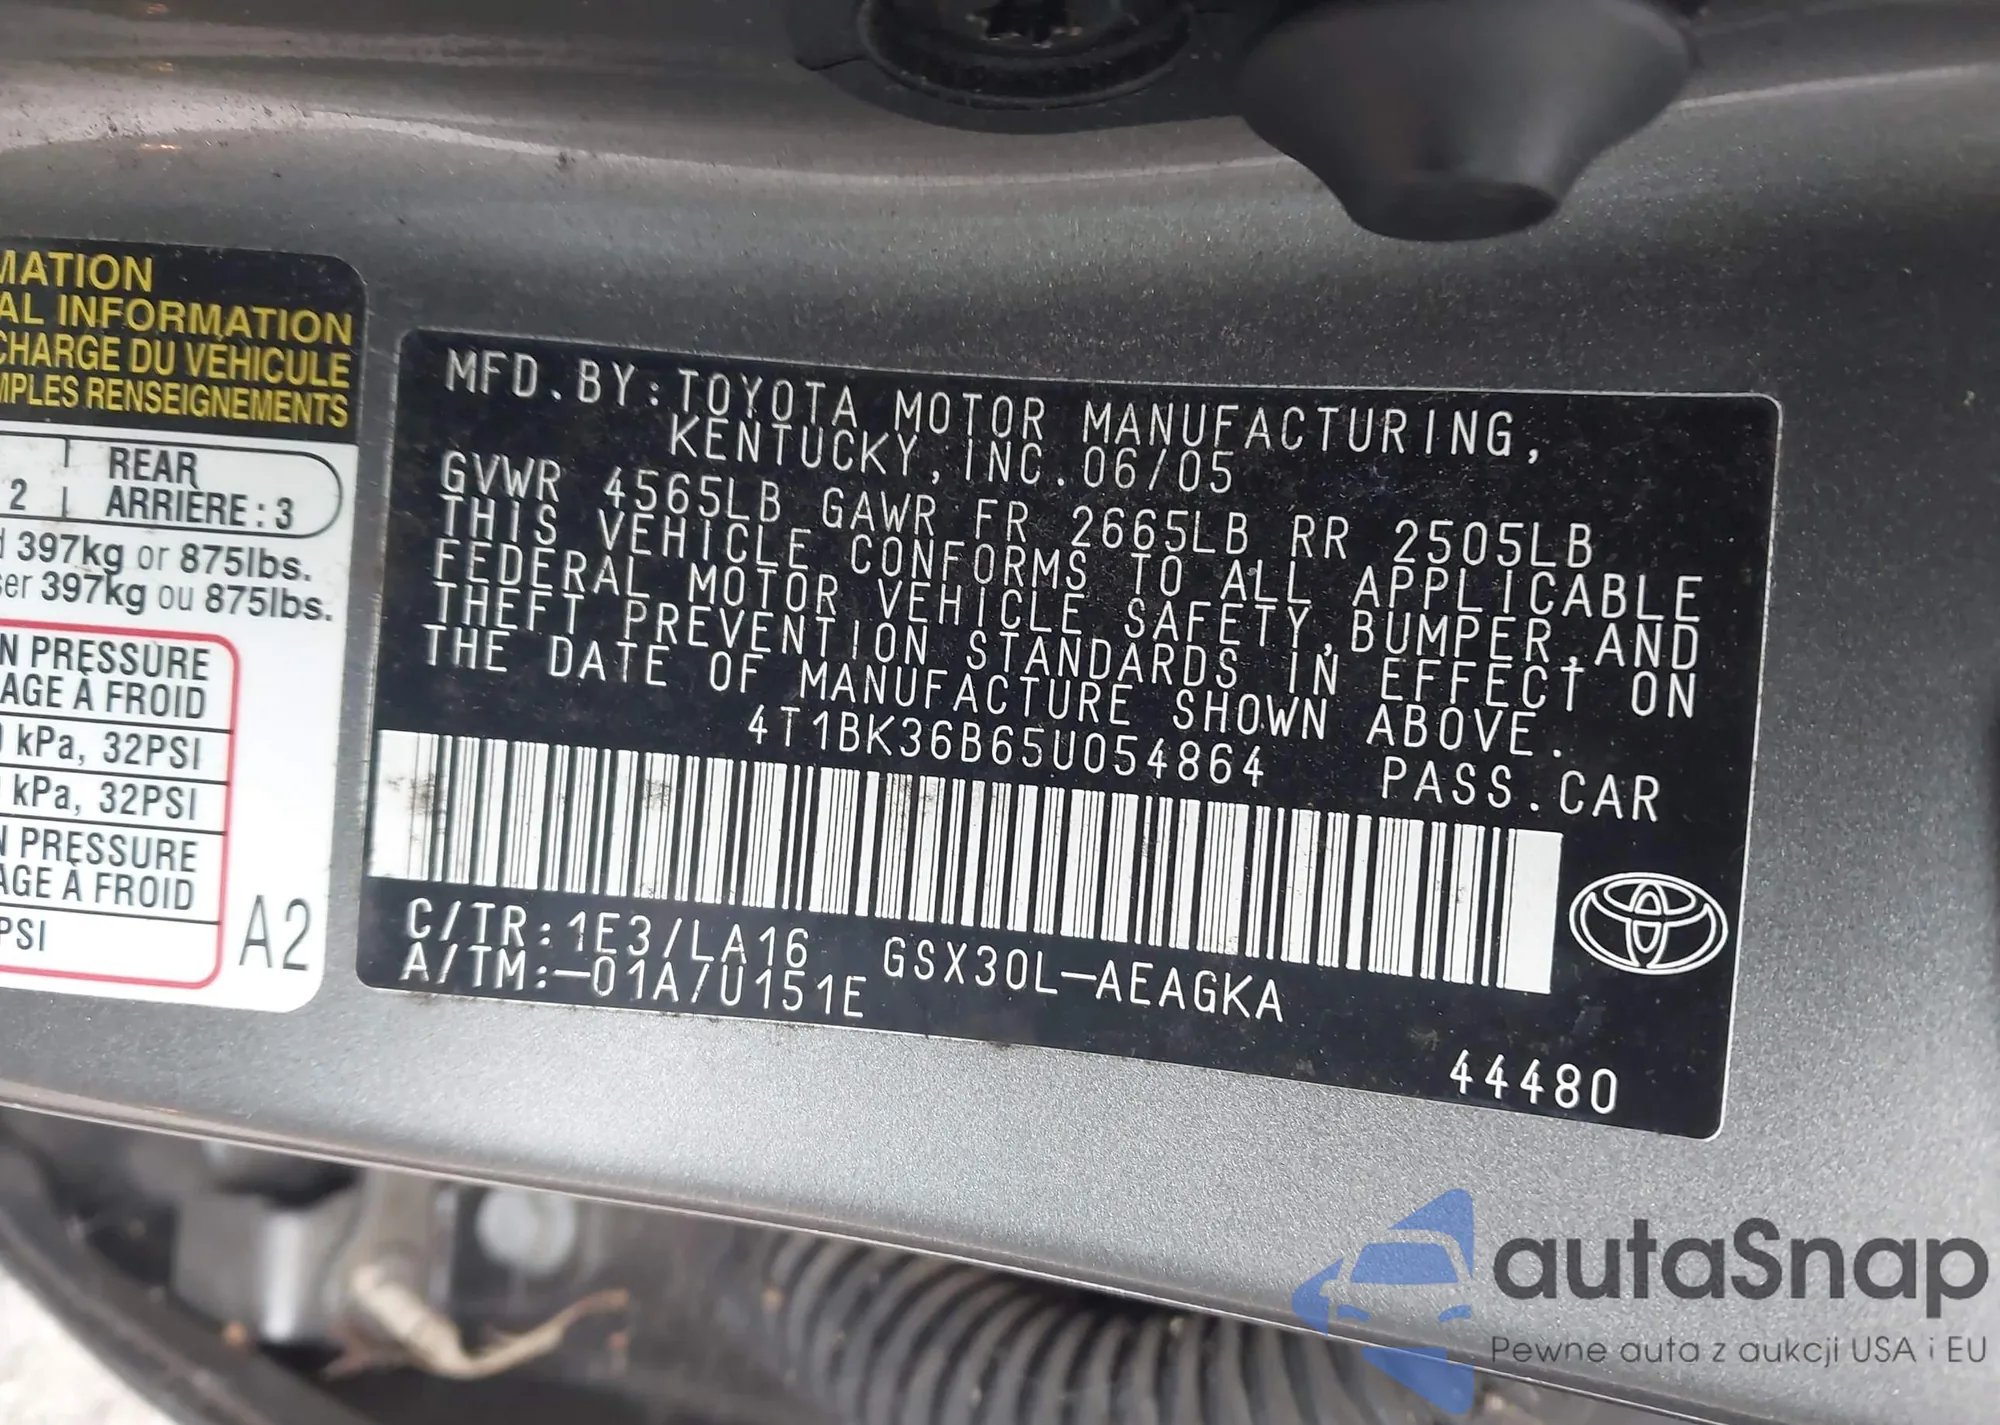 MATION
AL INFORMATION
CHARGE DU VÉHICULE
MPLES RENSEIGNEMENTS
2 REAR
ARRIÈRE : 3
397kg or 875lbs.
ser 397kg ou 875lbs.
N PRESSURE
AGE À FROID
kPa, 32PSI
kPa, 32PSI
N PRESSURE
AGE À FROID
PSI
A2
MFD.BY:TOYOTA MOTOR MANUFACTURING,
KENTUCKY,INC.06/05
GVWR 4565LB GAWR FR 2665LB RR 2505LB
THIS VEHICLE CONFORMS TO ALL APPLICABLE
FEDERAL MOTOR VEHICLE SAFETY,BUMPER,AND
THEFT PREVENTION STANDARDS IN EFFECT ON
THE DATE OF MANUFACTURE SHOWN ABOVE.
4T1BK36B65U054864 PASS.CAR
C/TR:1E3/LA16 GSX30L-AEAGKA
A/TM:-01A/U151E
44480
autaSnap
Pewne auta z aukcji USA i EU